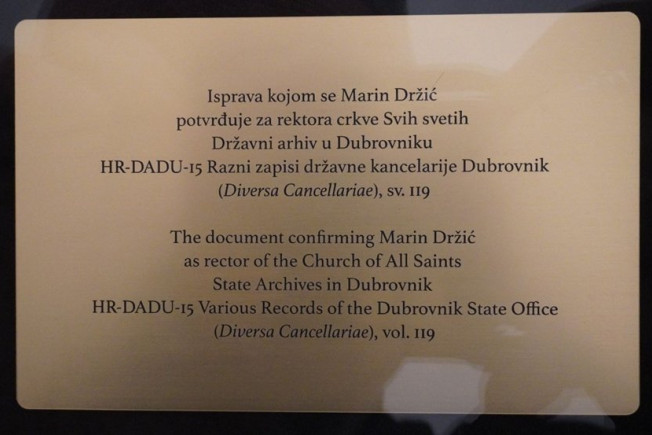 Isprava kojom se Marin Držić
potvrđuje za rektora crkve Svih svetih
Državni arhiv u Dubrovniku
HR-DADU-15 Razni zapisi državne kancelarije Dubrovnik
(Diversa Cancellariae), sv. 119
The document confirming Marin Držić
as rector of the Church of All Saints
State Archives in Dubrovnik
HR-DADU-15 Various Records of the Dubrovnik State Office
(Diversa Cancellariae), vol. 119